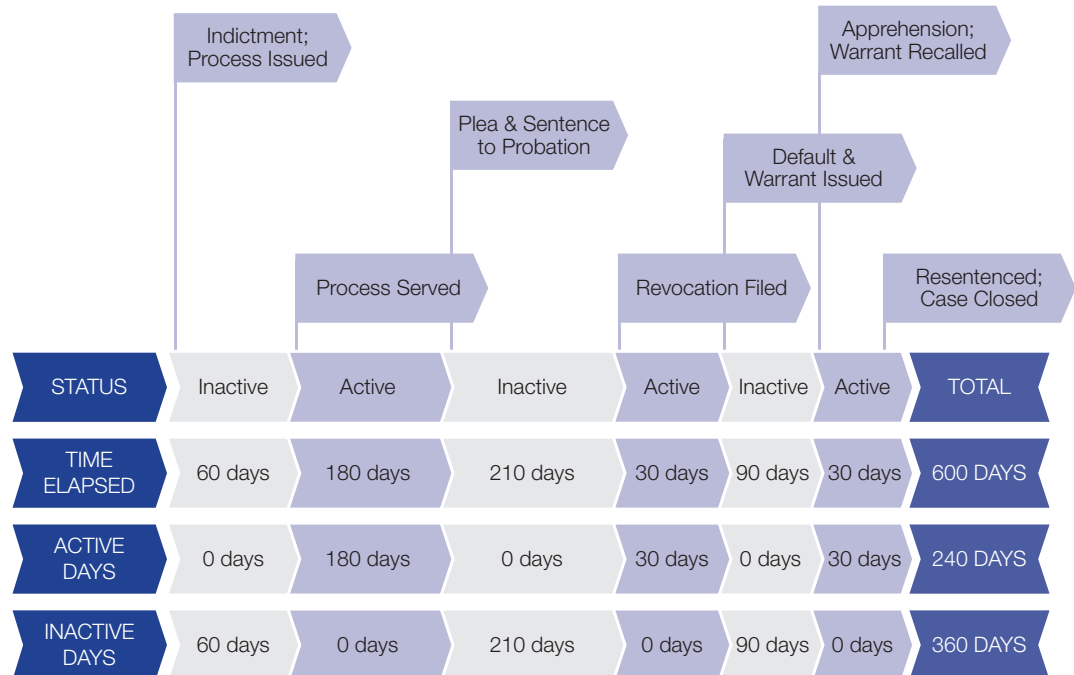 Indictment;
Process Issued
Apprehension;
Warrant Recalled
Plea & Sentence
to Probation
Default &
Warrant Issued
Process Served
Revocation Filed
Resentenced;
Case Closed
STATUS Inactive Active Inactive Active Inactive Active TOTAL
TIME
ELAPSED 60 days 180 days 210 days 30 days 90 days 30 days 600 DAYS
ACTIVE
DAYS 0 days 180 days 0 days 30 days 0 days 30 days 240 DAYS
INACTIVE
DAYS 60 days 0 days 210 days 0 days 90 days 0 days 360 DAYS